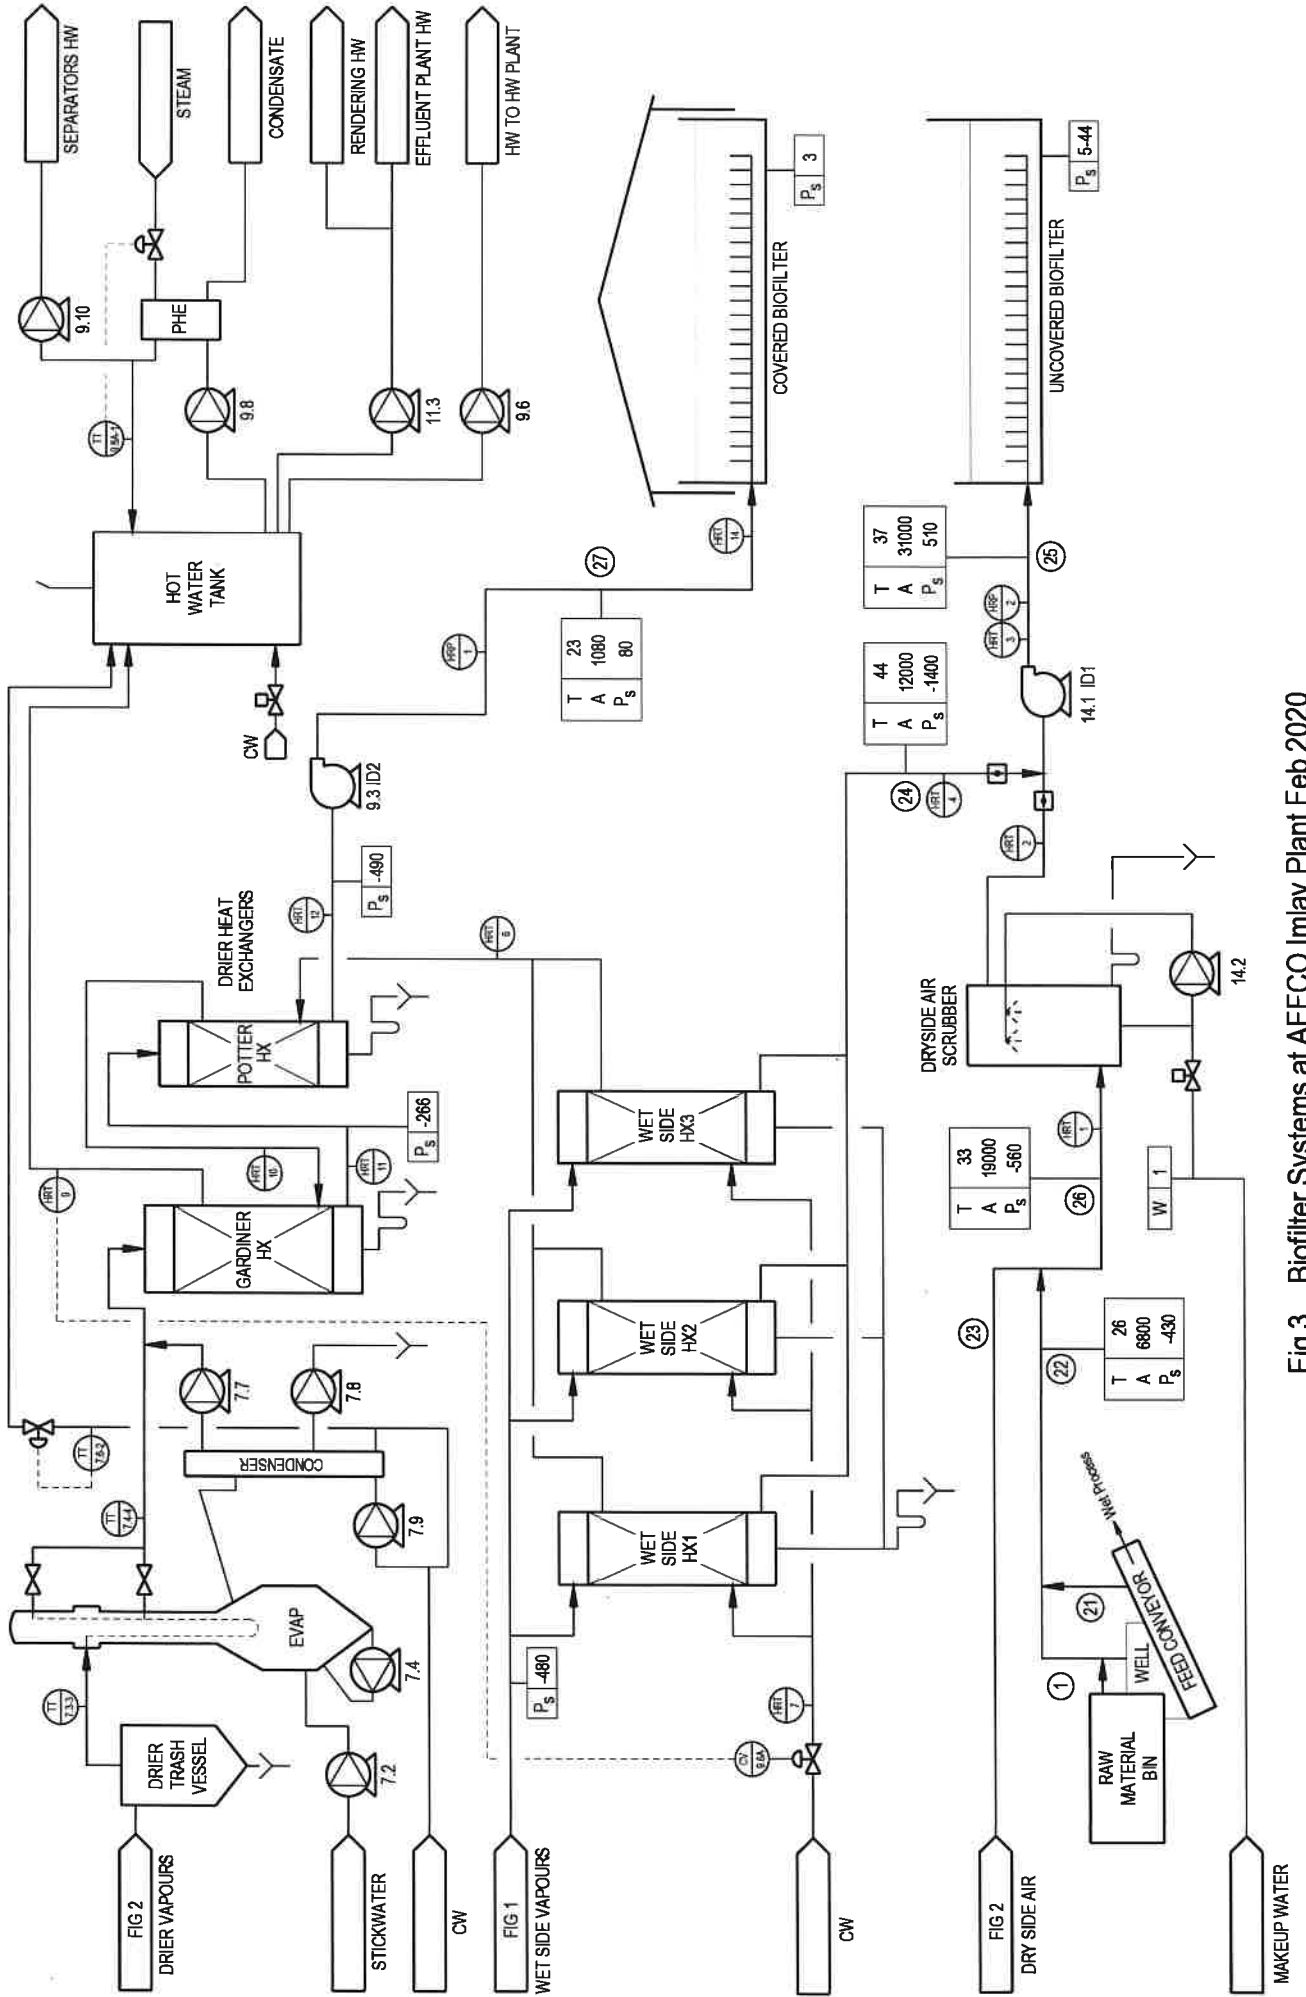 SEPARATORS HW
STEAM
CONDENSATE
RENDERING HW
EFFLUENT PLANT HW
HW TO HW PLANT
9.10
PHE
9.8
11.3
9.6
TT
9.8A-1
HOT
WATER
TANK
CW
9.3 ID2
HRP
1
27
T 23
A 1080
Ps 80
HRT
14
COVERED BIOFILTER
Ps 3
UNCOVERED BIOFILTER
Ps 5-44
T 37
A 31000
Ps 510
25
HRP
2
HRT
3
14.1 ID1
T 44
A 12000
Ps -1400
24
HRT
4
HRT
2
DRIER HEAT
EXCHANGERS
POTTER
HX
HRT
12
Ps -490
Ps -266
HRT
6
GARDINER
HX
HRT
9
HRT
10
HRT
11
7.7
7.8
CONDENSER
7.9
TT
7.6-2
TT
7.4-4
EVAP
7.4
7.2
TT
7.3-3
DRIER
TRASH
VESSEL
FIG 2
DRIER VAPOURS
STICKWATER
CW
FIG 1
WET SIDE VAPOURS
Ps -480
WET
SIDE
HX1
WET
SIDE
HX2
WET
SIDE
HX3
HRT
7
CV
9.6A
CW
DRYSIDE AIR
SCRUBBER
14.2
HRT
1
T 33
A 19000
Ps -560
26
W 1
23
22
T 26
A 6800
Ps -430
Wet Process
21
FEED CONVEYOR
WELL
1
RAW
MATERIAL
BIN
FIG 2
DRY SIDE AIR
MAKEUP WATER
Fig 3 Biofilter Systems at AFFCO Imlay Plant Feb 2020